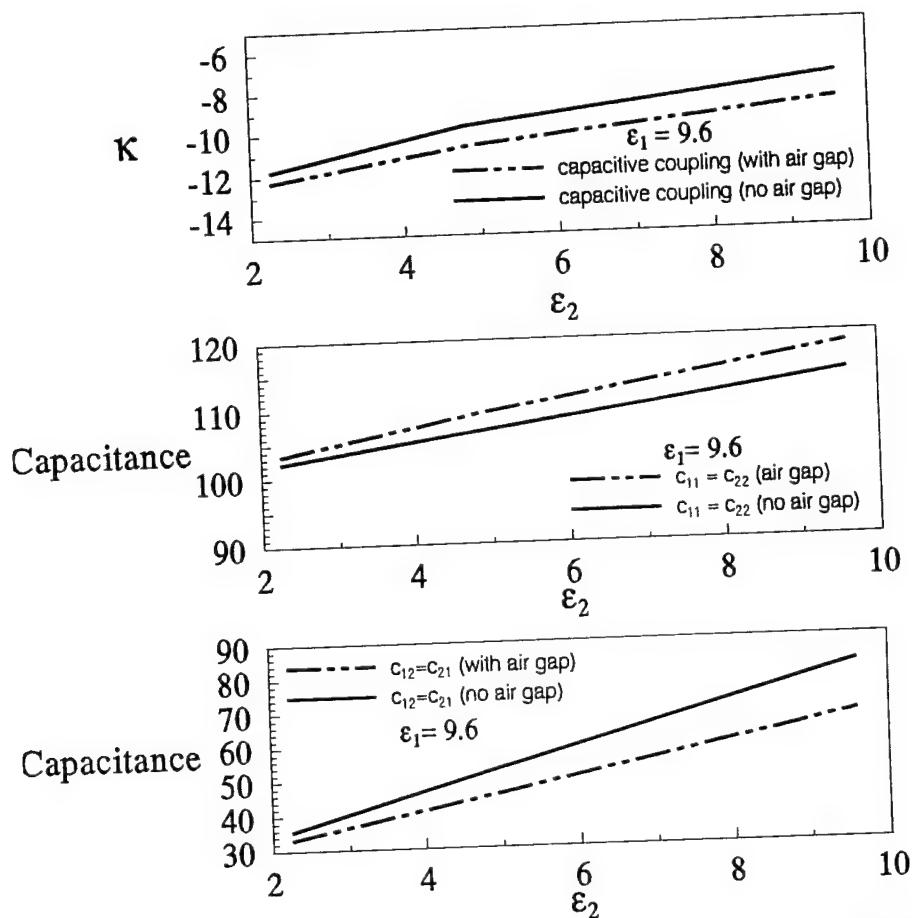 -6
-8
κ
-10
ε₁ = 9.6
-12
capacitive coupling (with air gap)
-14
capacitive coupling (no air gap)
2 4 6 8 10
ε₂
120
110
Capacitance
ε₁= 9.6
100
c₁₁ = c₂₂ (air gap)
c₁₁ = c₂₂ (no air gap)
90
2 4 6 8 10
ε₂
90
c₁₂=c₂₁ (with air gap)
80
c₁₂=c₂₁ (no air gap)
70
ε₁= 9.6
60
Capacitance
50
40
30
2 4 6 8 10
ε₂